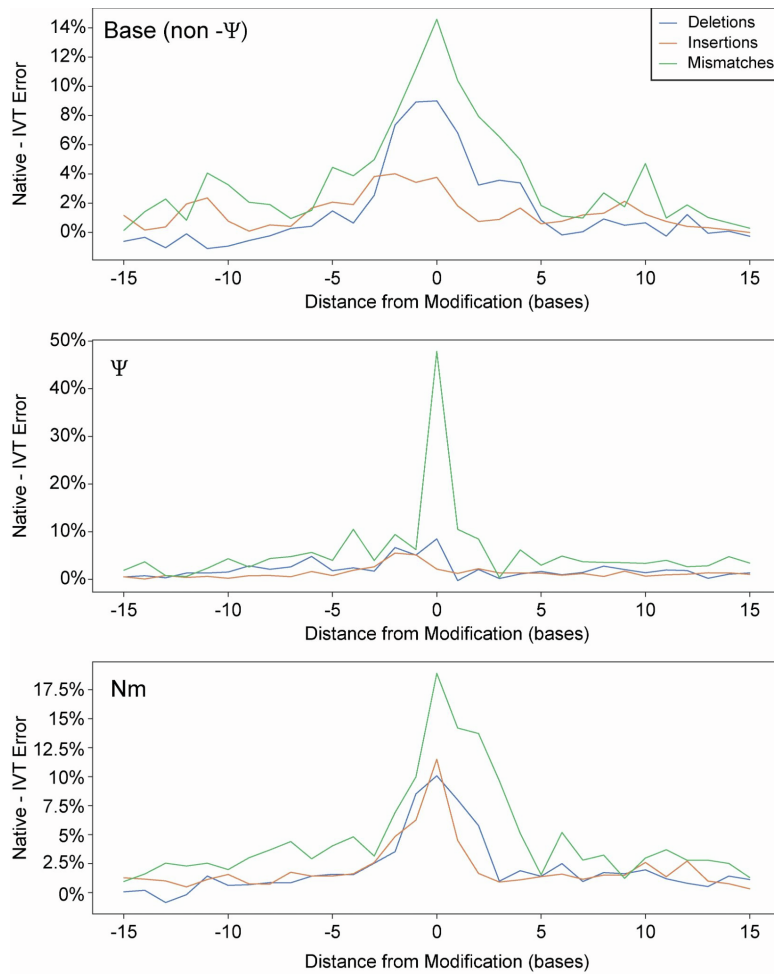 Base (non -Ψ)
Deletions
Insertions
Mismatches
Native - IVT Error
14%
12%
10%
8%
6%
4%
2%
0%
-15 -10 -5 0 5 10 15
Distance from Modification (bases)
Ψ
Native - IVT Error
50%
40%
30%
20%
10%
0%
-15 -10 -5 0 5 10 15
Distance from Modification (bases)
Nm
Native - IVT Error
17.5%
15%
12.5%
10%
7.5%
5%
2.5%
0%
-15 -10 -5 0 5 10 15
Distance from Modification (bases)